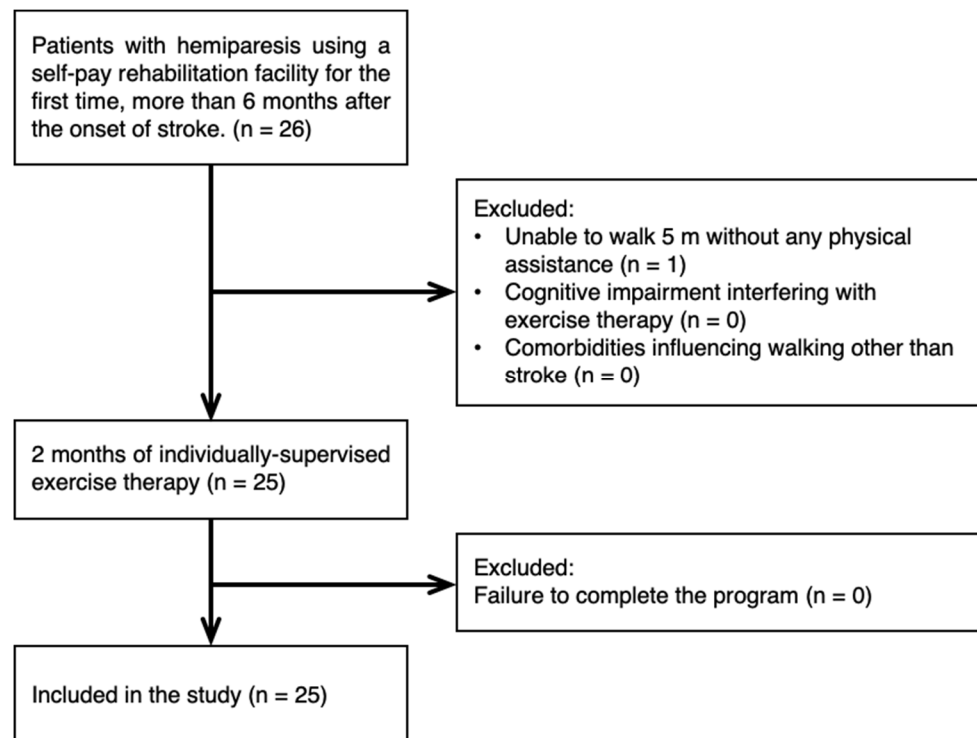 Patients with hemiparesis using a
self-pay rehabilitation facility for the
first time, more than 6 months after
the onset of stroke. (n = 26)
Excluded:
• Unable to walk 5 m without any physical
assistance (n = 1)
• Cognitive impairment interfering with
exercise therapy (n = 0)
• Comorbidities influencing walking other than
stroke (n = 0)
2 months of individually-supervised
exercise therapy (n = 25)
Excluded:
Failure to complete the program (n = 0)
Included in the study (n = 25)